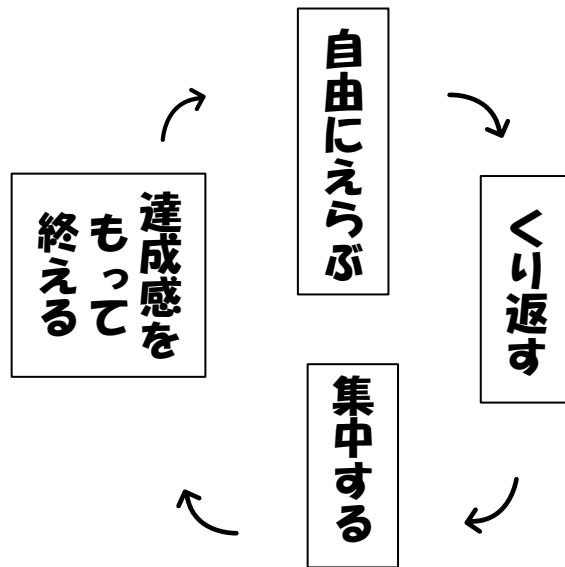 自由にえらぶ
くり返す
集中する
達成感を
もって
終える